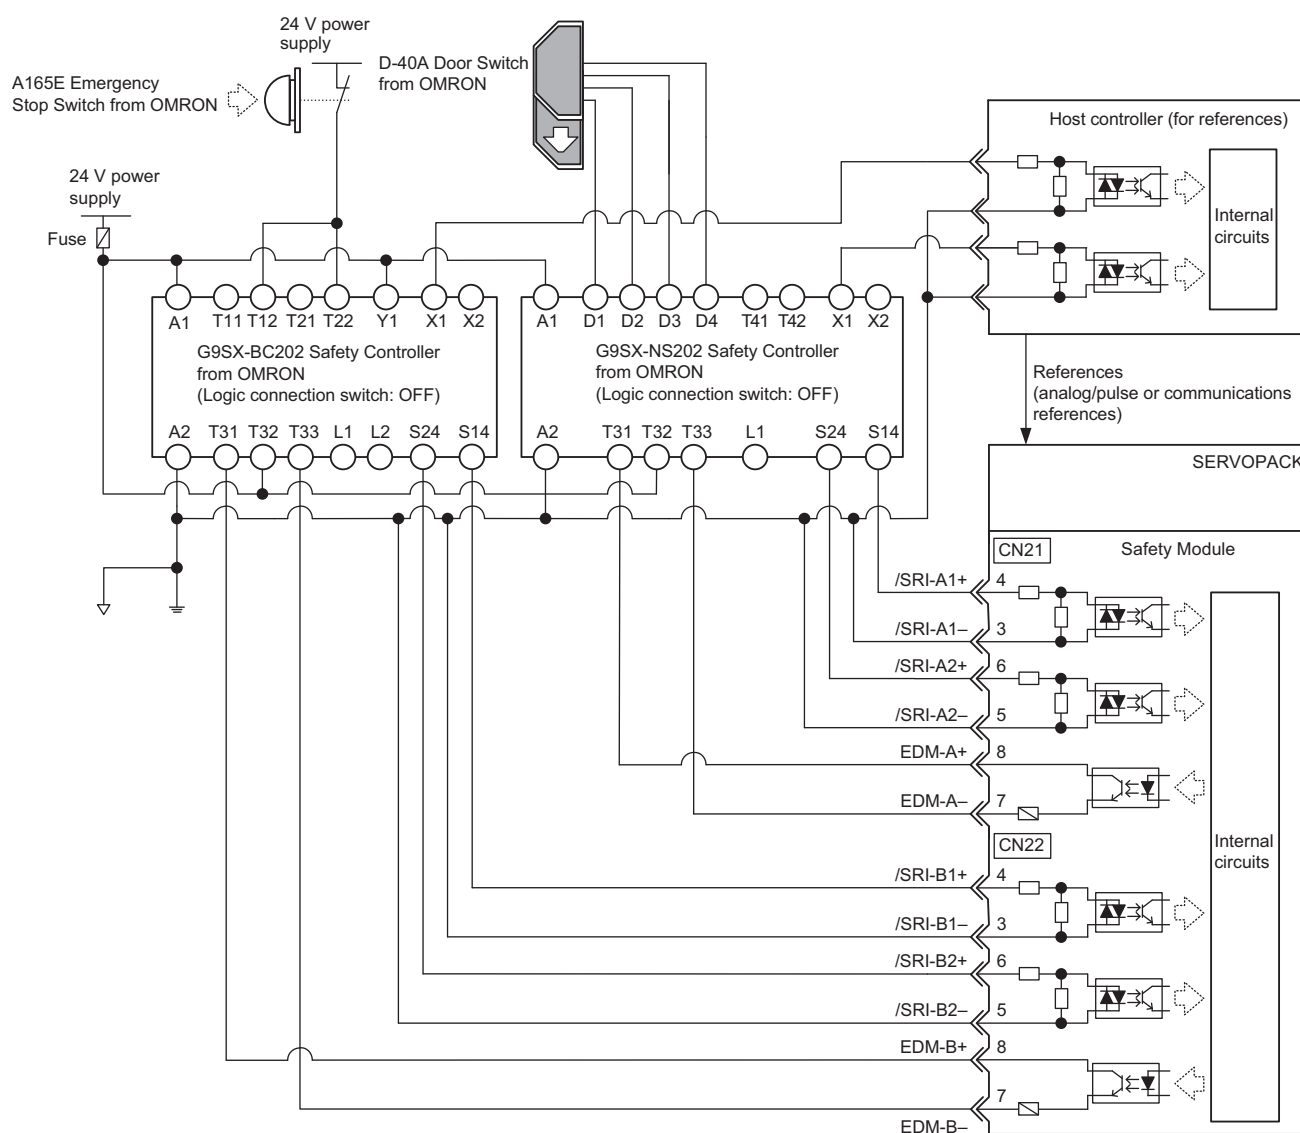 24 V power
supply
D-40A Door Switch
from OMRON
A165E Emergency
Stop Switch from OMRON
Host controller (for references)
24 V power
supply
Fuse
Internal
circuits
A1 T11 T12 T21 T22 Y1 X1 X2
A1 D1 D2 D3 D4 T41 T42 X1 X2
G9SX-BC202 Safety Controller
from OMRON
(Logic connection switch: OFF)
G9SX-NS202 Safety Controller
from OMRON
(Logic connection switch: OFF)
References
(analog/pulse or communications
references)
A2 T31 T32 T33 L1 L2 S24 S14
A2 T31 T32 T33 L1 S24 S14
SERVOPACK
CN21
Safety Module
/SRI-A1+ 4
/SRI-A1– 3
/SRI-A2+ 6
/SRI-A2– 5
EDM-A+ 8
EDM-A– 7
CN22
Internal
circuits
/SRI-B1+ 4
/SRI-B1– 3
/SRI-B2+ 6
/SRI-B2– 5
EDM-B+ 8
7
EDM-B–